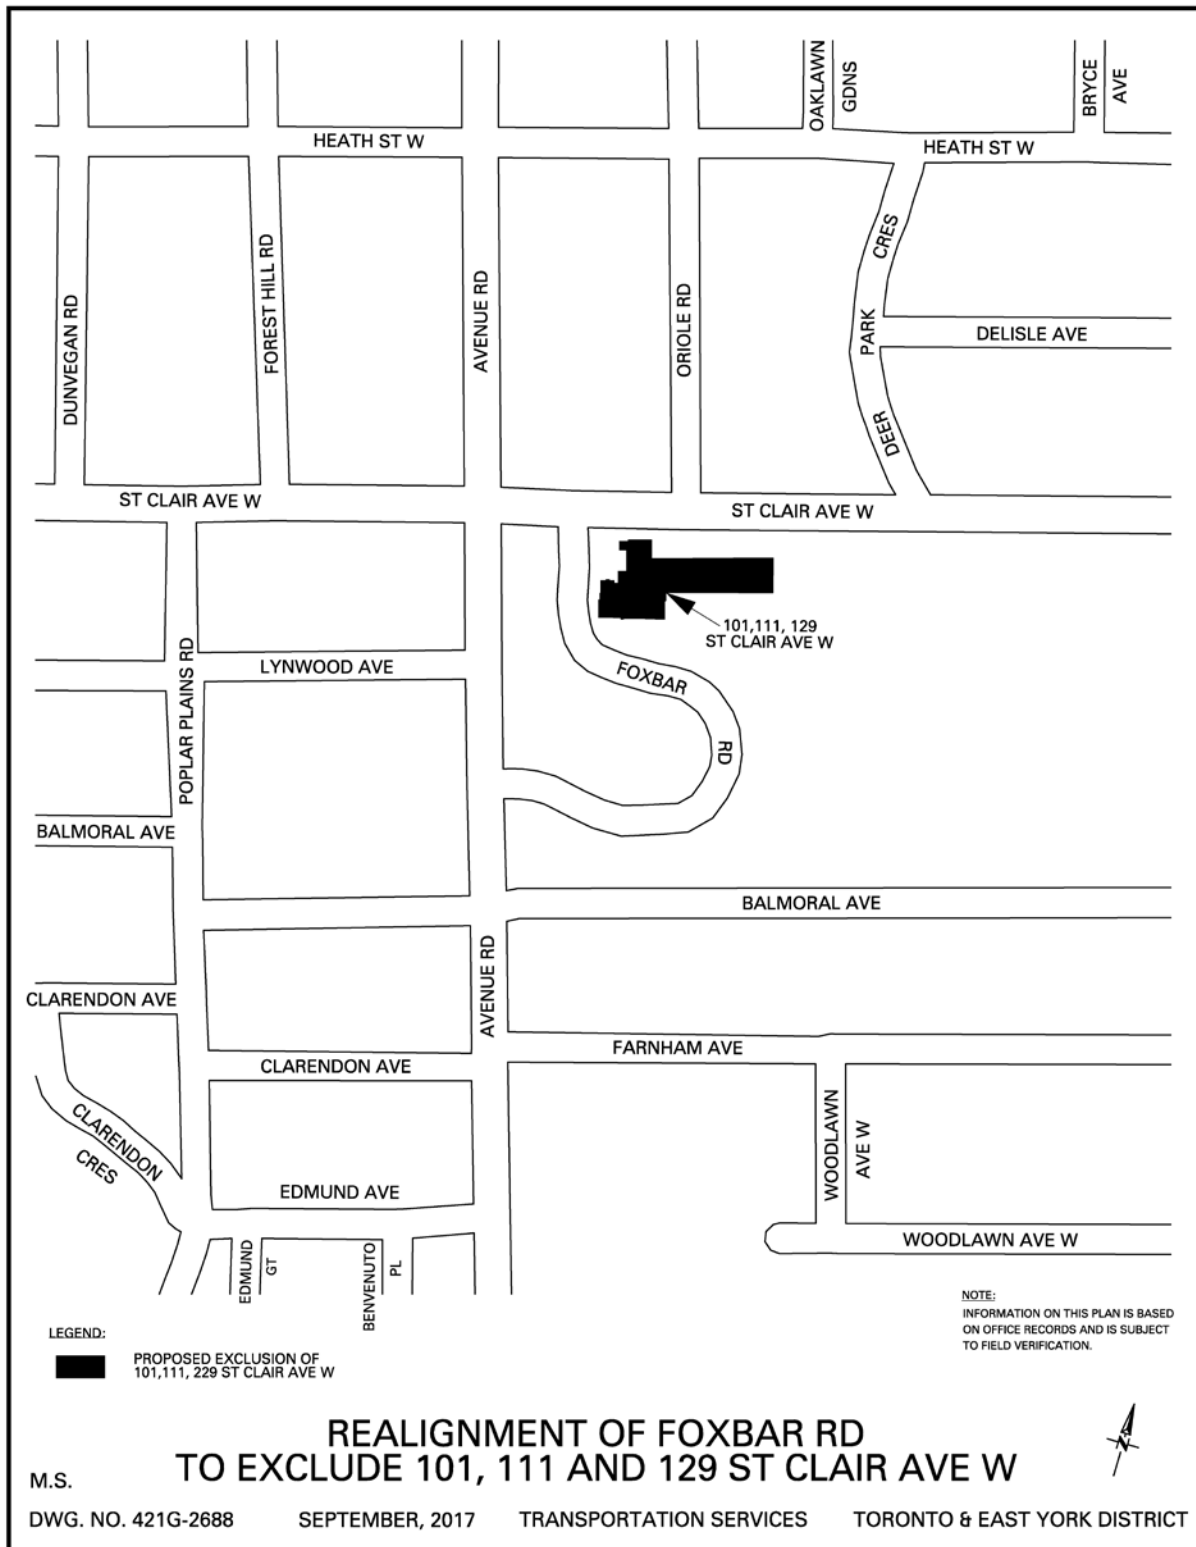 OAKLAWN
GDNS
BRYCE
AVE
HEATH ST W
HEATH ST W
DUNVEGAN RD
FOREST HILL RD
AVENUE RD
ORIOLE RD
DEER PARK CRES
DELISLE AVE
ST CLAIR AVE W
ST CLAIR AVE W
101,111, 129
ST CLAIR AVE W
POPLAR PLAINS RD
LYNWOOD AVE
FOXBAR RD
BALMORAL AVE
BALMORAL AVE
AVENUE RD
CLARENDON AVE
CLARENDON AVE
FARNHAM AVE
CLARENDON
CRES
WOODLAWN
AVE W
EDMUND AVE
WOODLAWN AVE W
EDMUND
GT
BENVENUTO
PL
NOTE:
INFORMATION ON THIS PLAN IS BASED
ON OFFICE RECORDS AND IS SUBJECT
TO FIELD VERIFICATION.
LEGEND:
PROPOSED EXCLUSION OF
101,111, 229 ST CLAIR AVE W
REALIGNMENT OF FOXBAR RD
TO EXCLUDE 101, 111 AND 129 ST CLAIR AVE W
N
M.S.
DWG. NO. 421G-2688 SEPTEMBER, 2017 TRANSPORTATION SERVICES TORONTO & EAST YORK DISTRICT